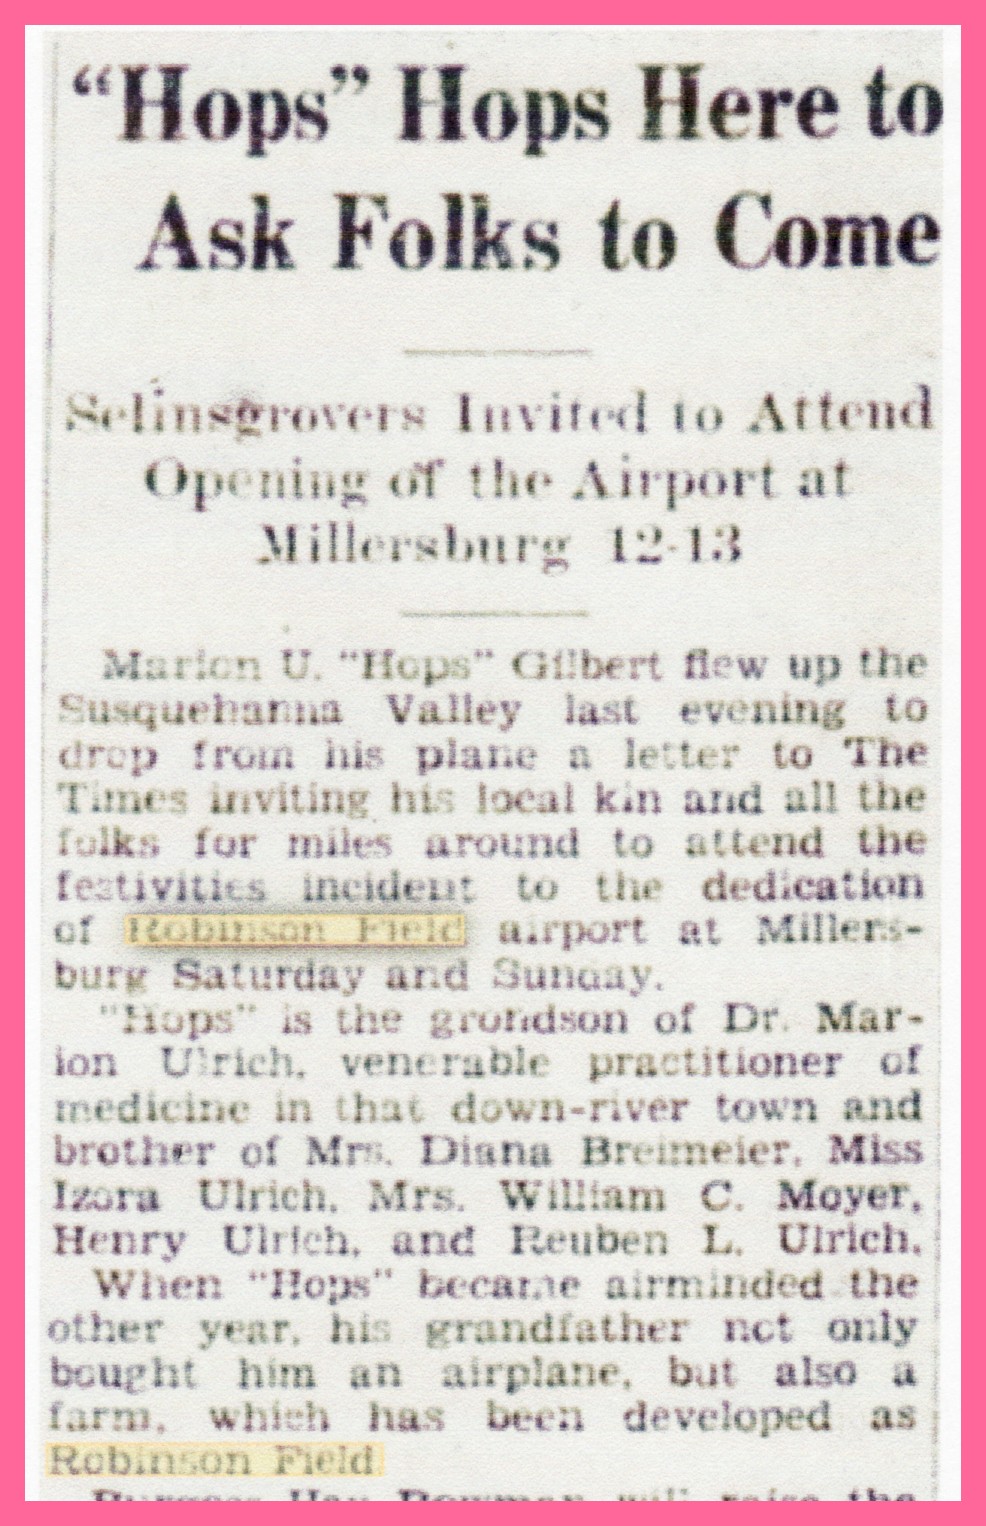 “Hops” Hops Here to
Ask Folks to Come
Selinsgrovers Invited to Attend
Opening of the Airport at
Millersburg 12-13
Marion U. “Hops” Gilbert flew up the
Susquehanna Valley last evening to
drop from his plane a letter to The
Times inviting his local kin and all the
folks for miles around to attend the
festivities incident to the dedication
of Robinson Field airport at Millers-
burg Saturday and Sunday.
“Hops” is the grondson of Dr. Mar-
ion Ulrich, venerable practitioner of
medicine in that down-river town and
brother of Mrs. Diana Breimeier, Miss
Izora Ulrich, Mrs. William C. Moyer,
Henry Ulrich, and Reuben L. Ulrich.
When “Hops” became airminded the
other year, his grandfather not only
bought him an airplane, but also a
farm, which has been developed as
Robinson Field
Burgess Bowman will raise the